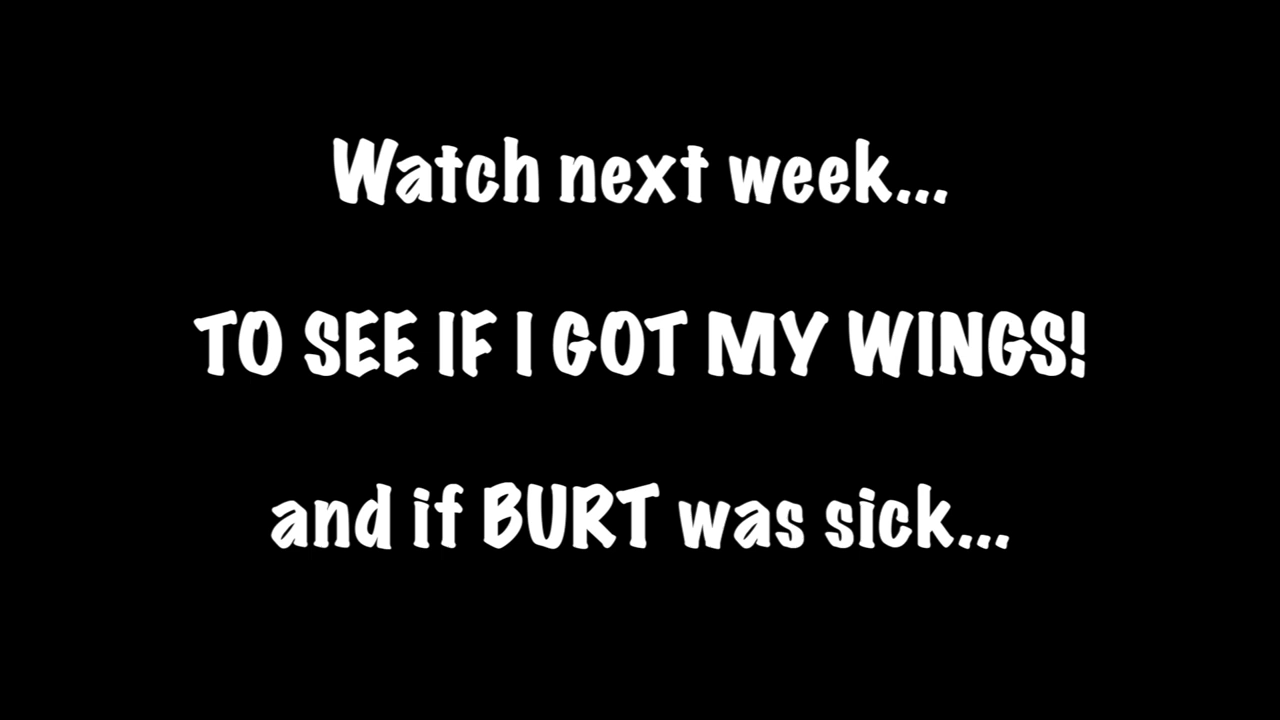 Watch next week...
TO SEE IF I GOT MY WINGS!
and if BURT was sick...